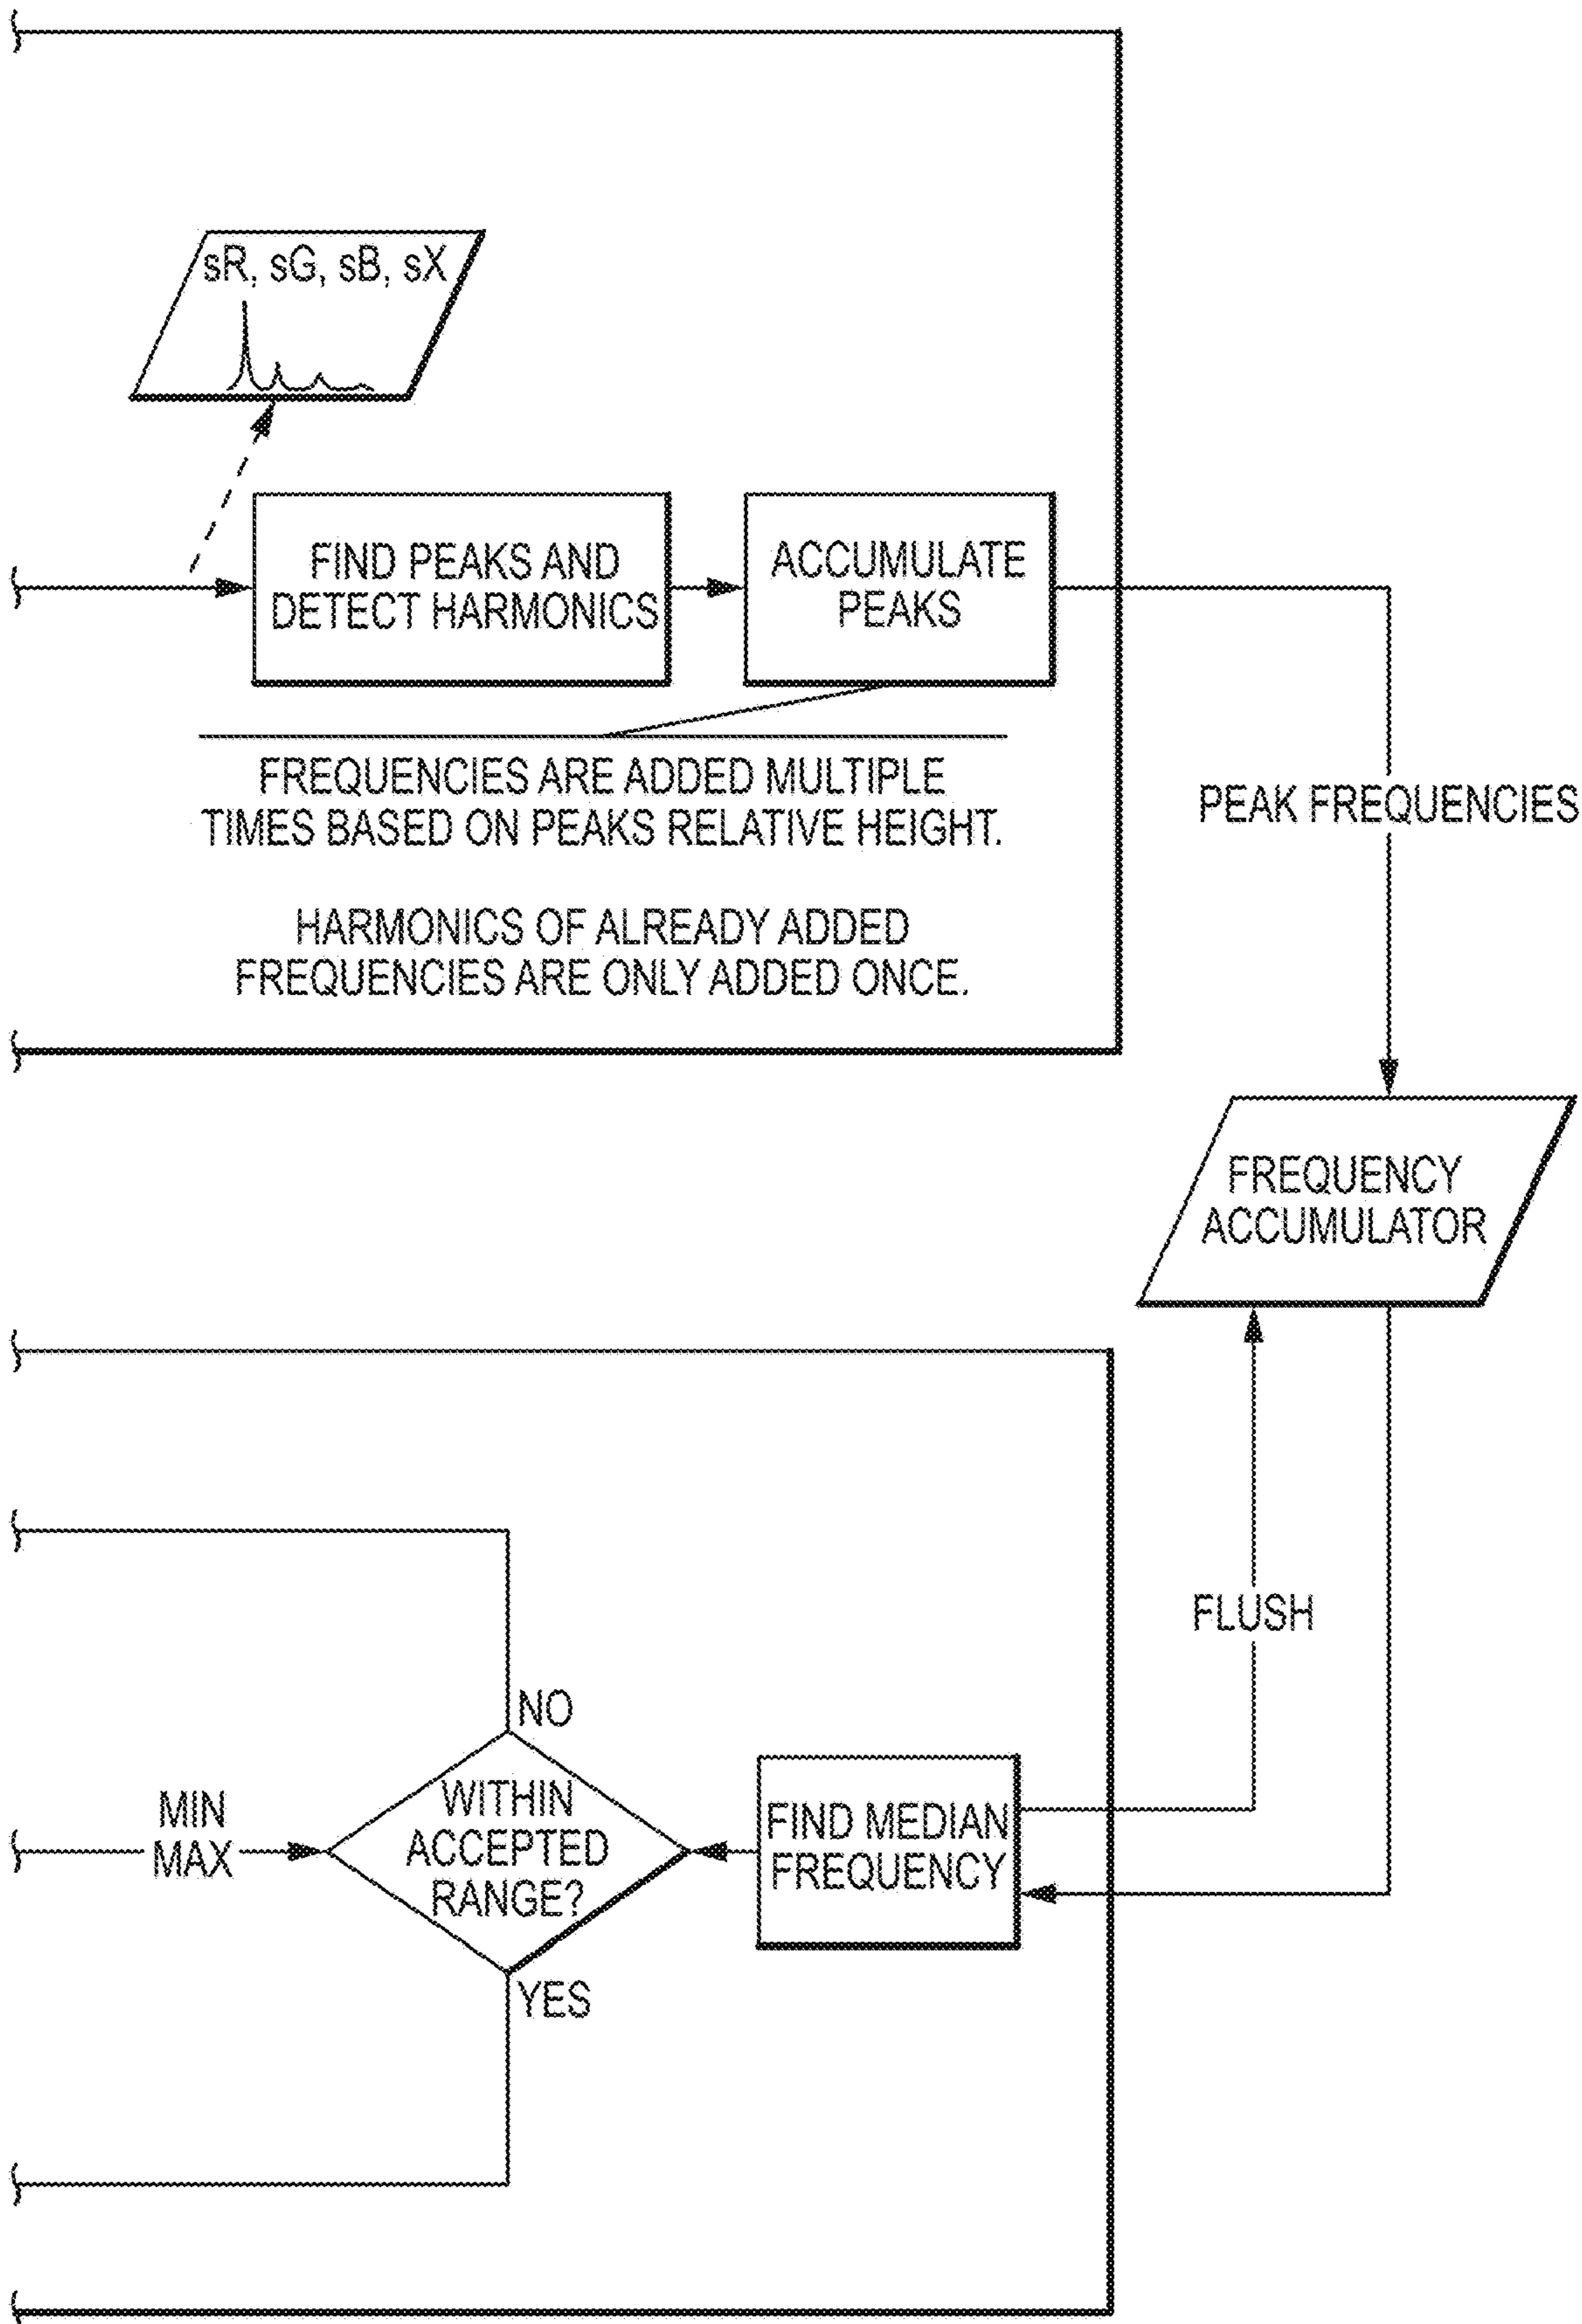 sR, sG, sB, sX
FIND PEAKS AND
DETECT HARMONICS
ACCUMULATE
PEAKS
FREQUENCIES ARE ADDED MULTIPLE
TIMES BASED ON PEAKS RELATIVE HEIGHT.
HARMONICS OF ALREADY ADDED
FREQUENCIES ARE ONLY ADDED ONCE.
PEAK FREQUENCIES
FREQUENCY
ACCUMULATOR
FLUSH
NO
MIN
MAX
WITHIN
ACCEPTED
RANGE?
FIND MEDIAN
FREQUENCY
YES